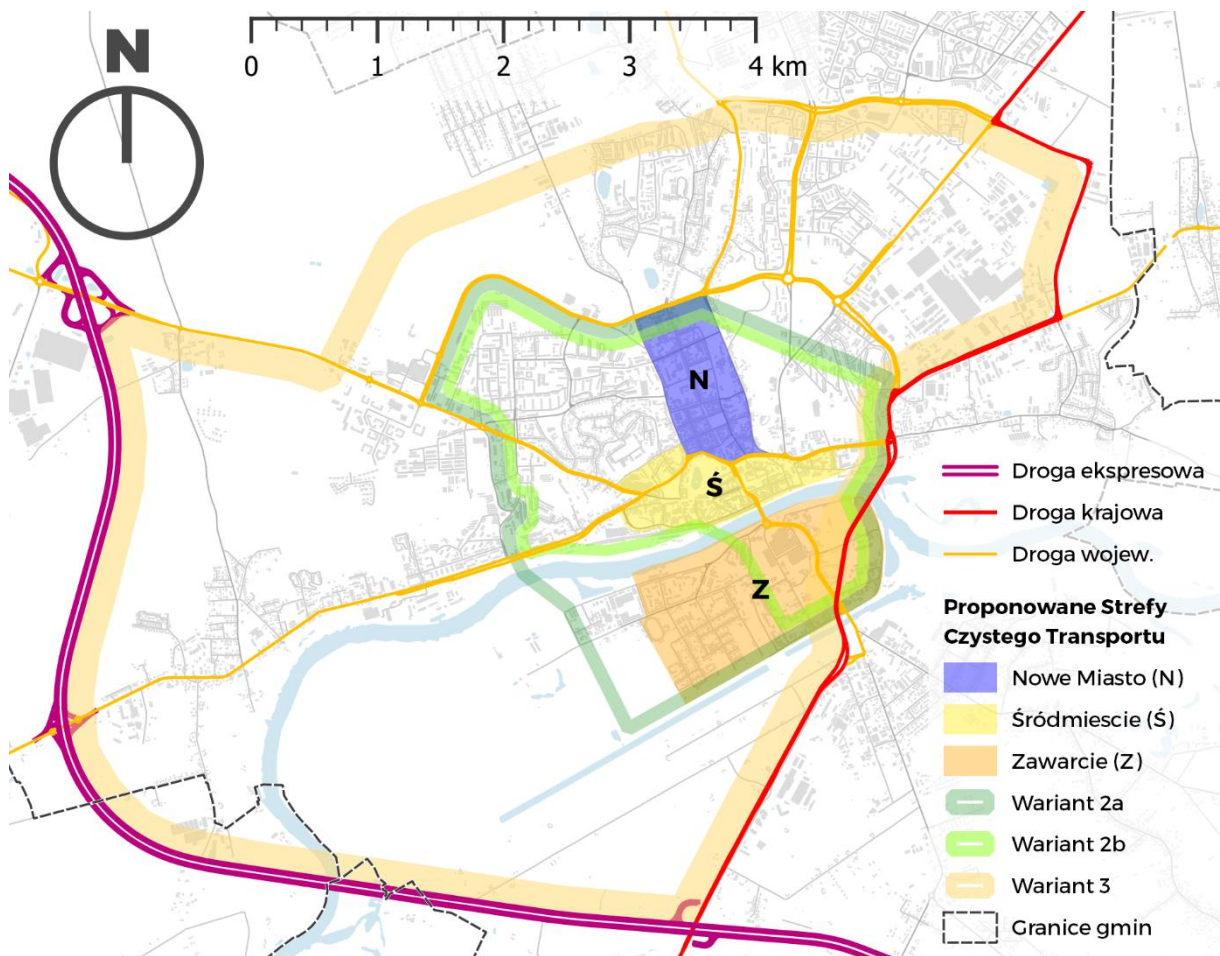 N
0 1 2 3 4 km
N
Ś
Z
Droga ekspresowa
Droga krajowa
Droga wojew.
Proponowane Strefy
Czystego Transportu
Nowe Miasto (N)
Śródmiescie (Ś)
Zawarcie (Z)
Wariant 2a
Wariant 2b
Wariant 3
Granice gmin